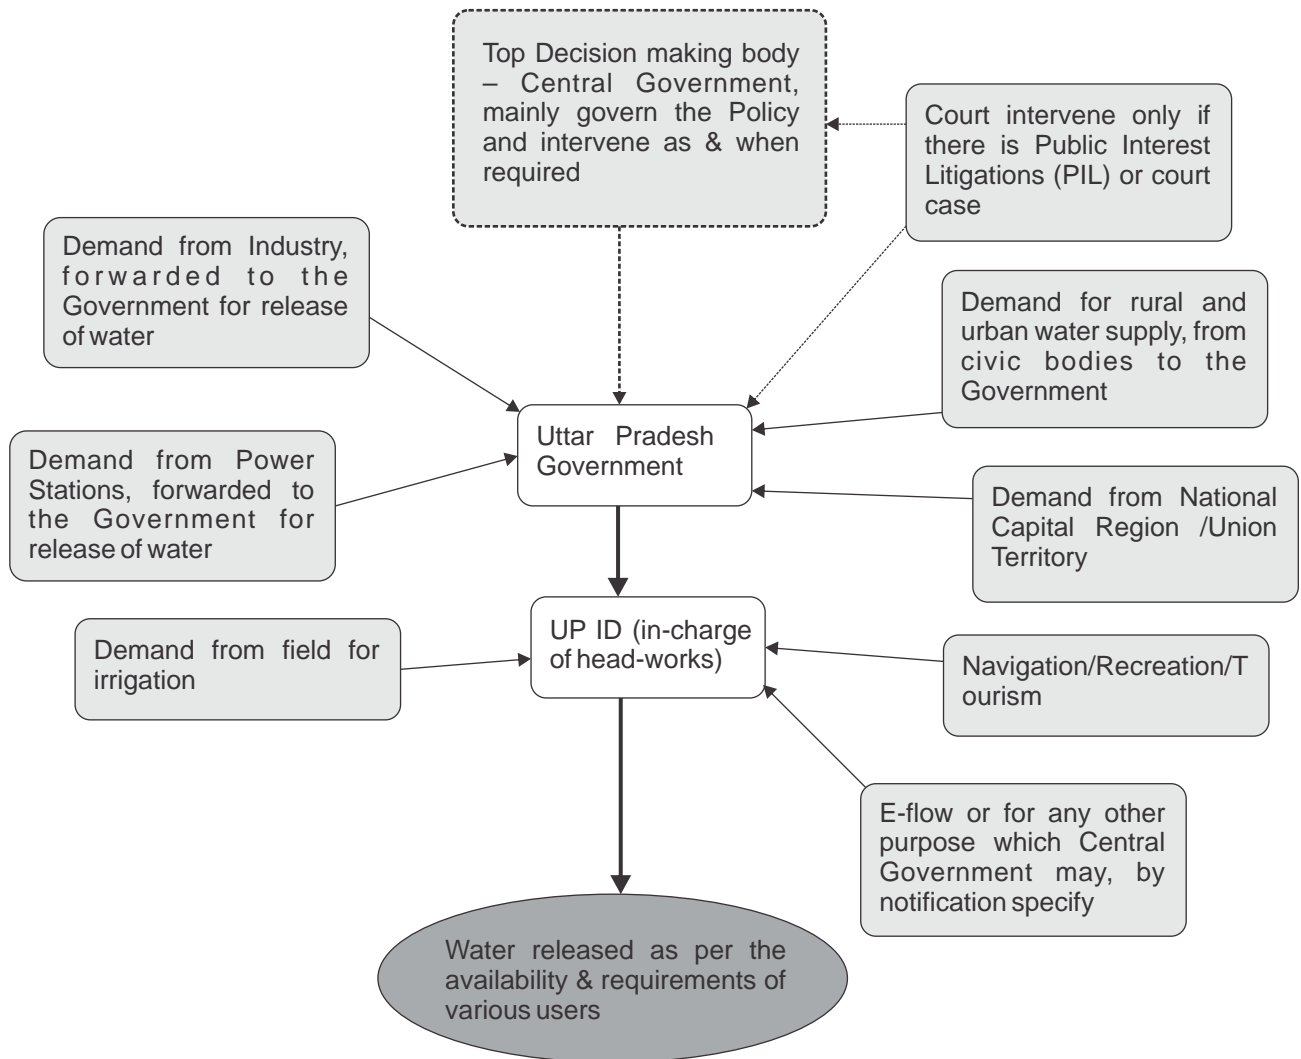 Top Decision making body
– Central Government,
mainly govern the Policy
and intervene as & when
required
Court intervene only if
there is Public Interest
Litigations (PIL) or court
case
Demand from Industry,
forwarded to the
Government for release
of water
Demand for rural and
urban water supply, from
civic bodies to the
Government
Uttar Pradesh
Government
Demand from Power
Stations, forwarded to
the Government for
release of water
Demand from National
Capital Region /Union
Territory
UP ID (in-charge
of head-works)
Demand from field for
irrigation
Navigation/Recreation/T
ourism
E-flow or for any other
purpose which Central
Government may, by
notification specify
Water released as per the
availability & requirements of
various users